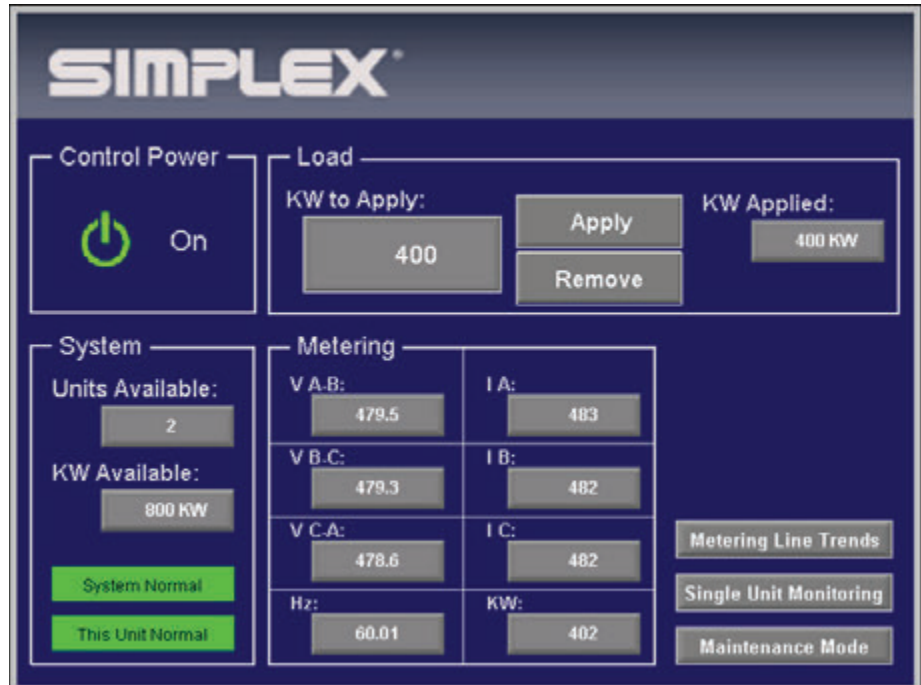 SIMPLEX®
Control Power
On
Load
KW to Apply:
400
Apply
Remove
KW Applied:
400 KW
System
Units Available:
2
KW Available:
800 KW
System Normal
This Unit Normal
Metering
V A-B:
479.5
I A:
483
V B-C:
479.3
I B:
482
V C-A:
478.6
I C:
482
Hz:
60.01
KW:
402
Metering Line Trends
Single Unit Monitoring
Maintenance Mode